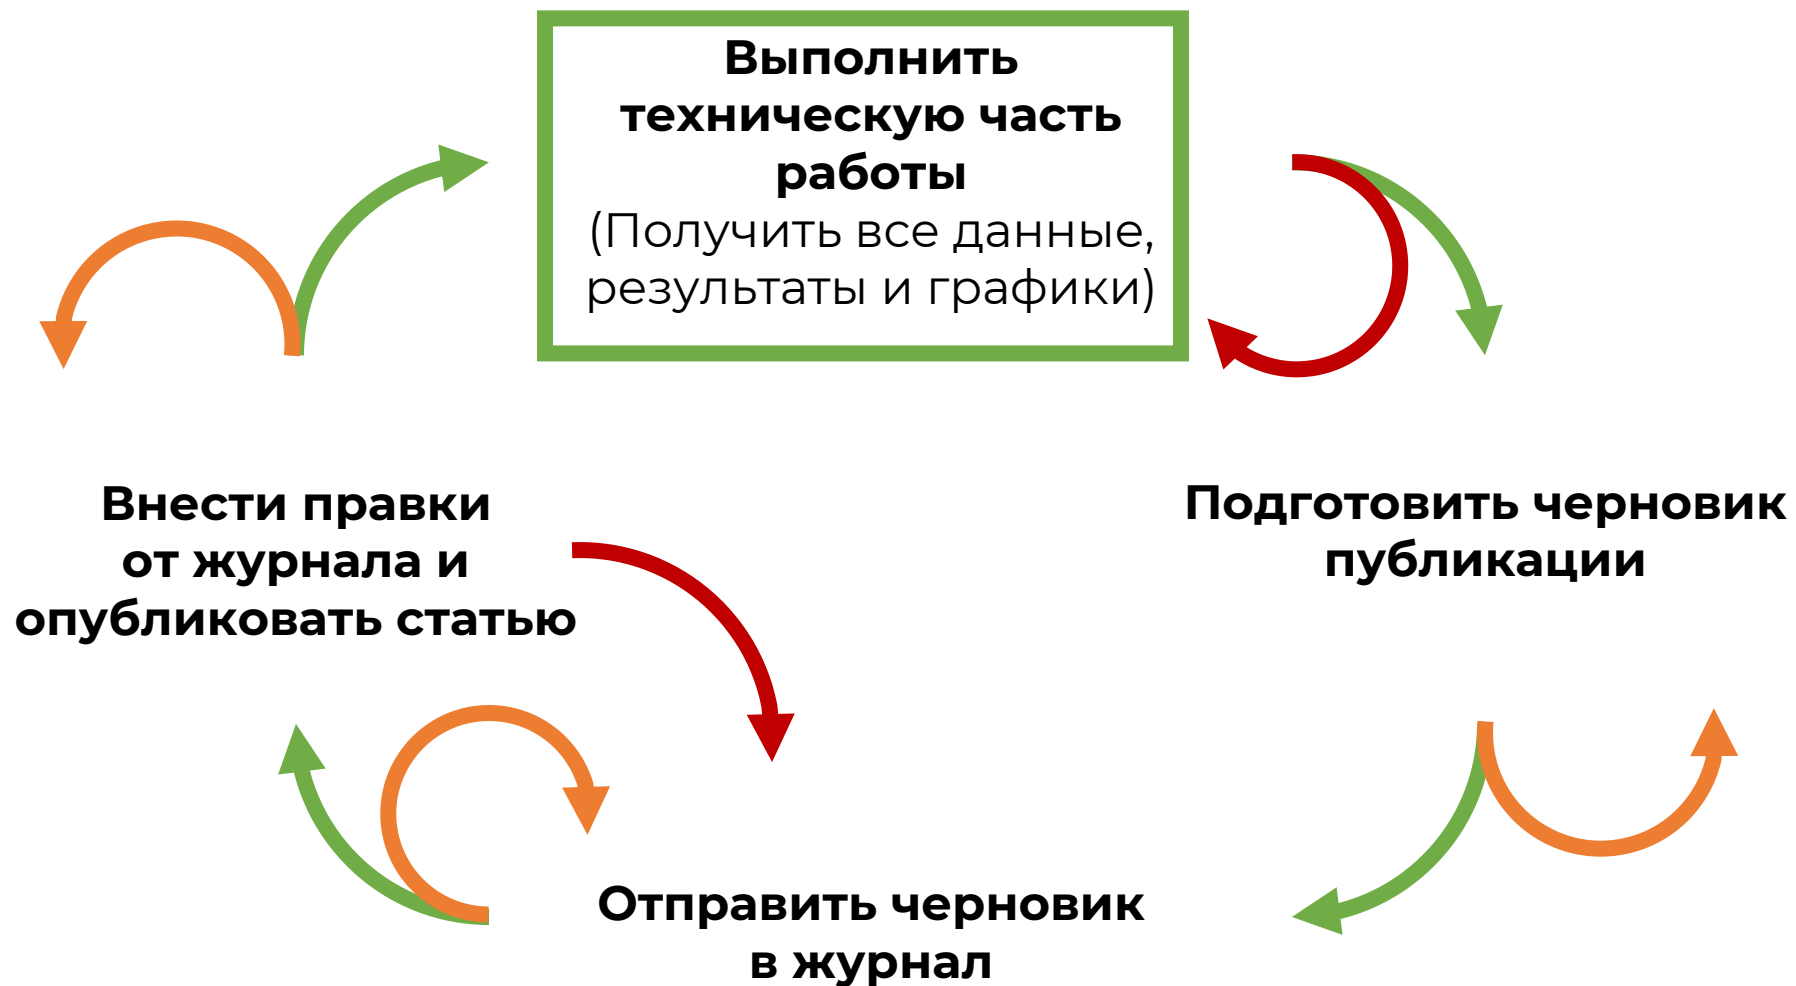 Выполнить
техническую часть
работы
(Получить все данные,
результаты и графики)
Внести правки
от журнала и
опубликовать статью
Подготовить черновик
публикации
Отправить черновик
в журнал